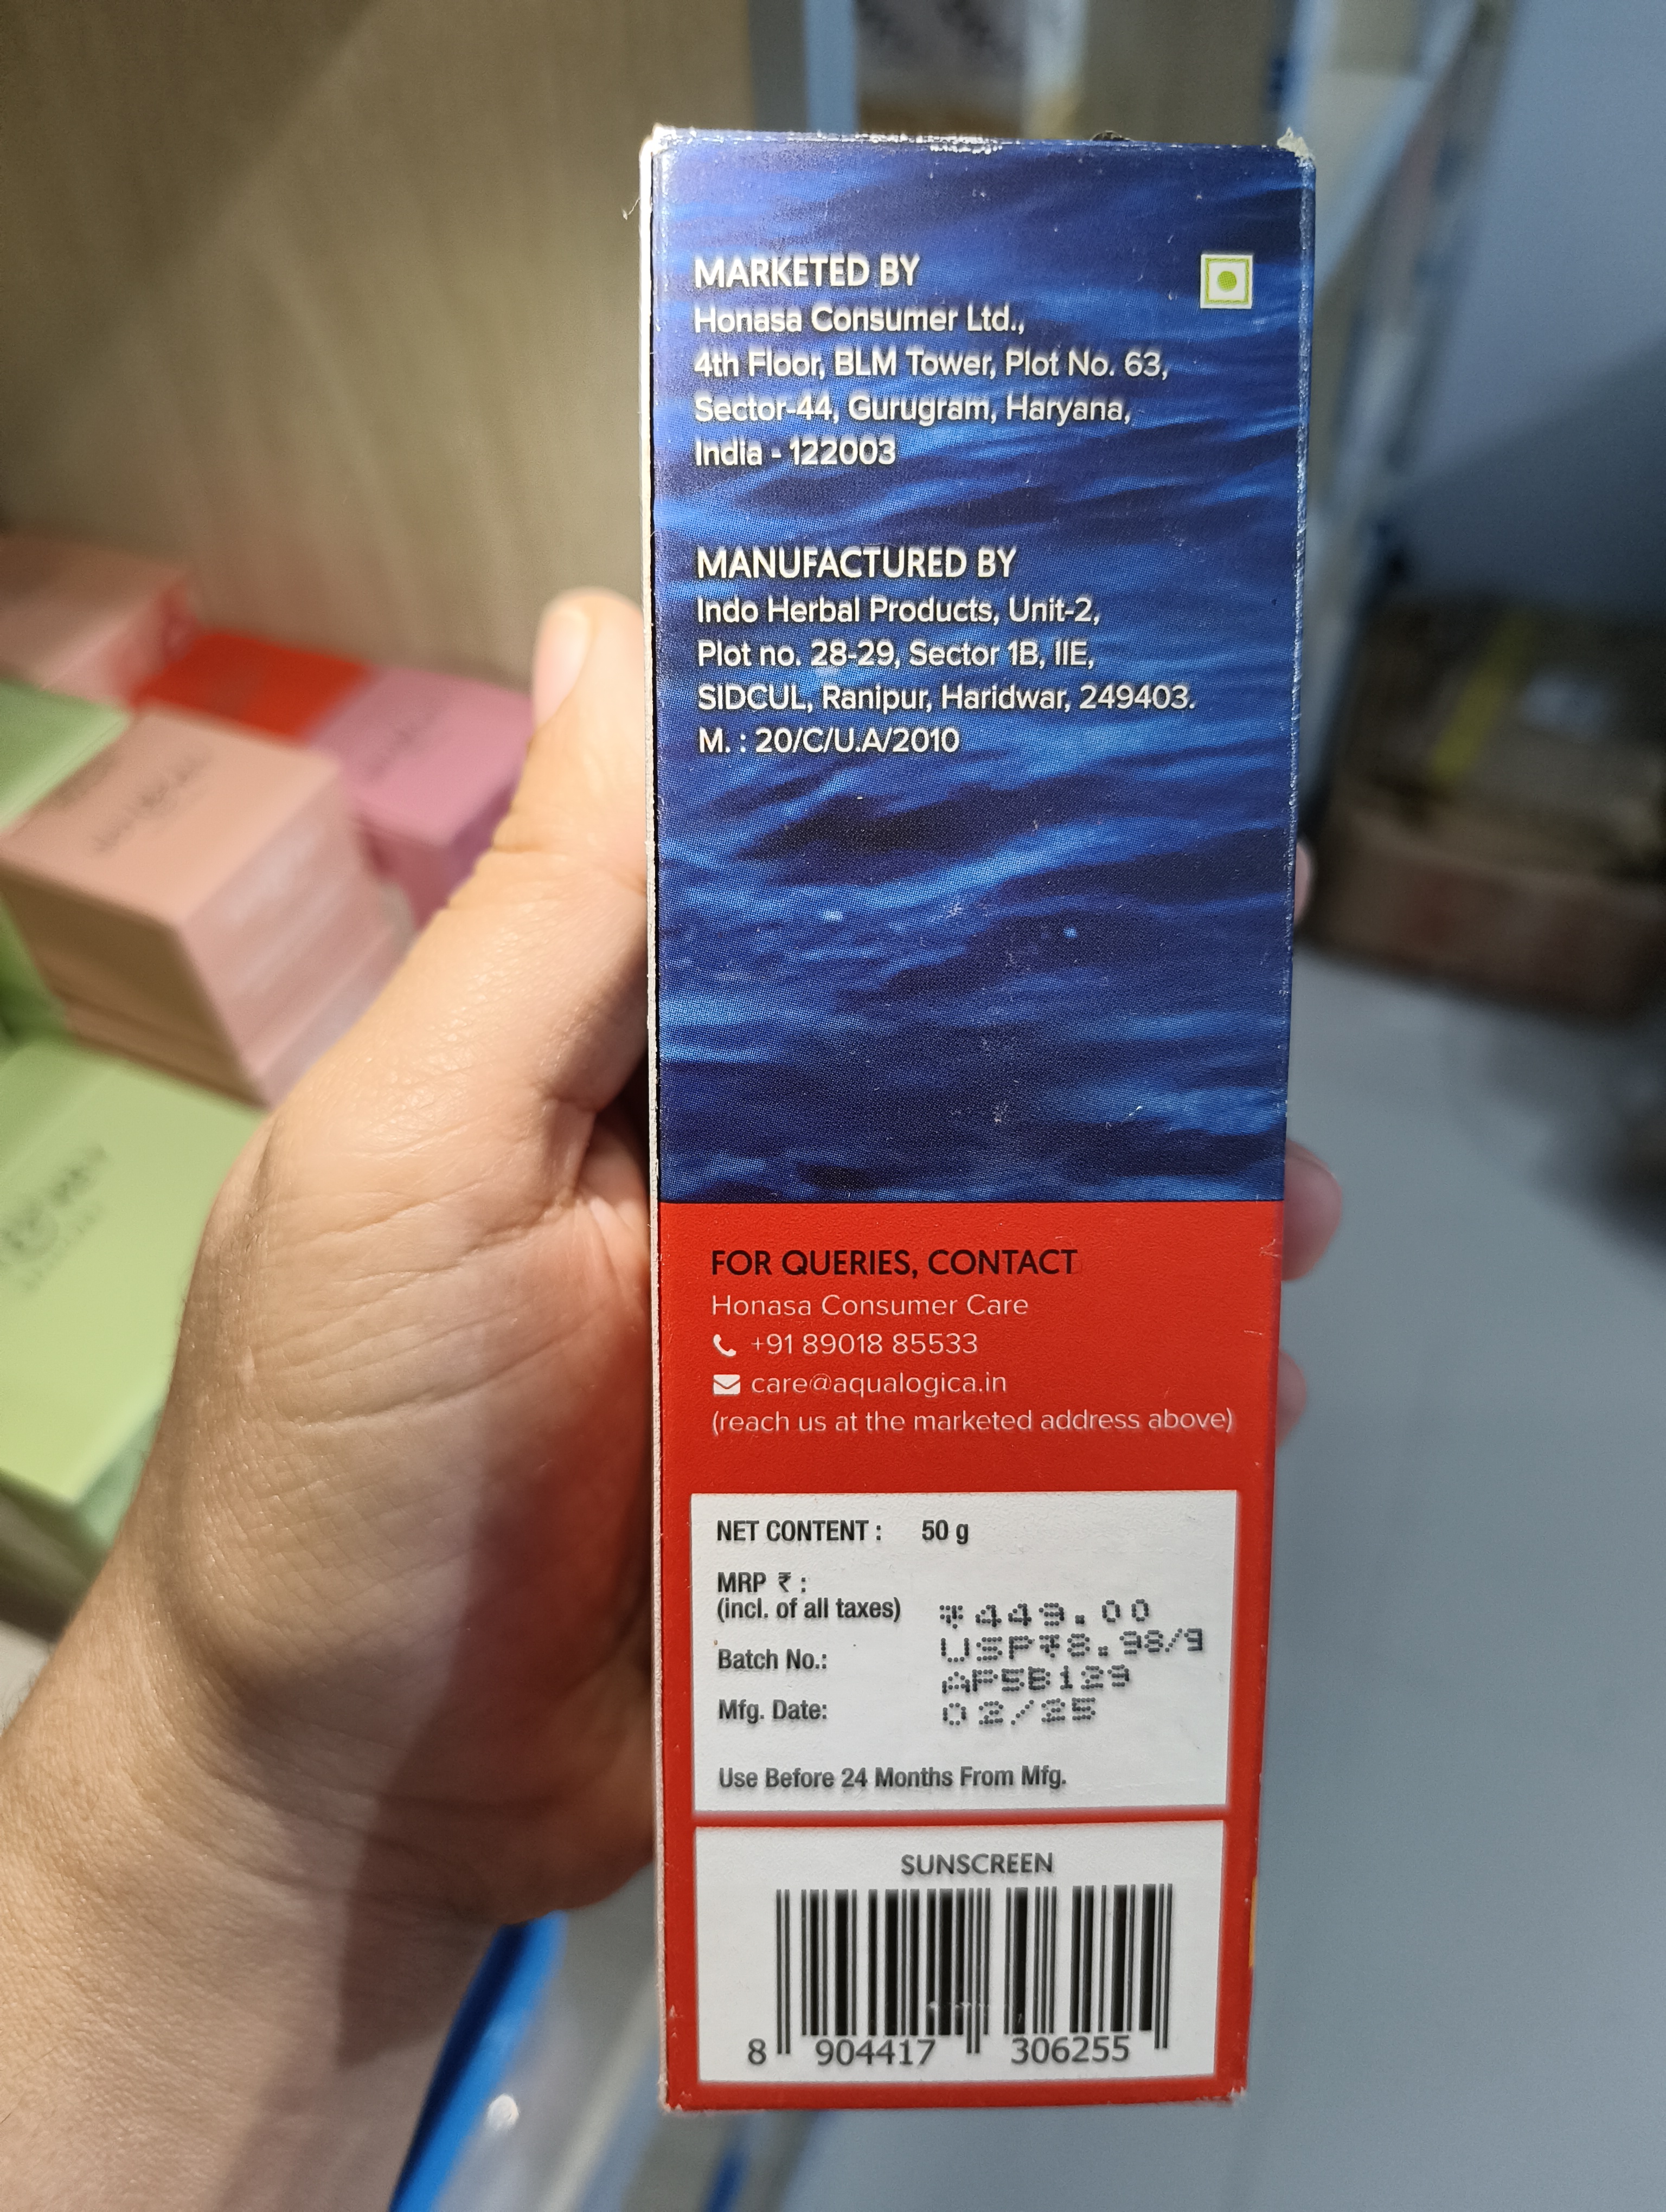 MARKETED BY
Honasa Consumer Ltd.,
4th Floor, BLM Tower, Plot No. 63,
Sector-44, Gurugram, Haryana,
India - 122003
MANUFACTURED BY
Indo Herbal Products, Unit-2,
Plot no. 28-29, Sector 1B, IIE,
SIDCUL, Ranipur, Haridwar, 249403.
M. : 20/C/U.A/2010
FOR QUERIES, CONTACT
Honasa Consumer Care
+91 89018 85533
care@aqualogica.in
(reach us at the marketed address above)
NET CONTENT : 50 g
MRP ₹ :
(incl. of all taxes) ₹449.00
USP₹8.98/g
Batch No.: AP5B129
Mfg. Date: 02/25
Use Before 24 Months From Mfg.
SUNSCREEN
8 904417 306255